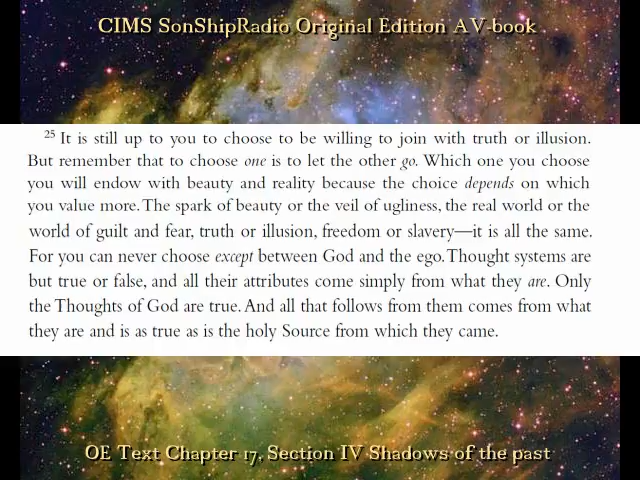 CIMS SonShipRadio Original Edition AV-book
25 It is still up to you to choose to be willing to join with truth or illusion.
But remember that to choose one is to let the other go. Which one you choose
you will endow with beauty and reality because the choice depends on which
you value more. The spark of beauty or the veil of ugliness, the real world or the
world of guilt and fear, truth or illusion, freedom or slavery—it is all the same.
For you can never choose except between God and the ego. Thought systems are
but true or false, and all their attributes come simply from what they are. Only
the Thoughts of God are true. And all that follows from them comes from what
they are and is as true as is the holy Source from which they came.
OE Text Chapter 17, Section IV Shadows of the past